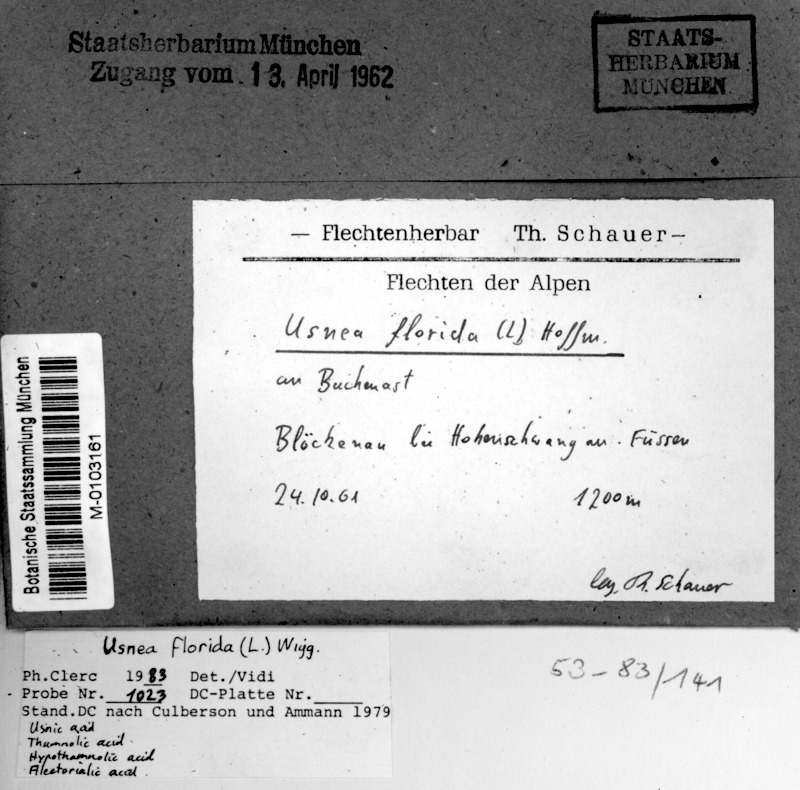 Staatsherbarium München
Zugang vom 13. April 1962
STAATS-
HERBARIUM
MÜNCHEN
— Flechtenherbar Th. Schauer —
Flechten der Alpen
Usnea florida (L.) Hoffm.
an Buchenast
Blöckenau bei Hohenschwangau. Füssen
24.10.61 1200m
leg. Th. Schauer
Botanische Staatssammlung München
M-0103161
Usnea florida (L.) Wigg.
Ph.Clerc 1983 Det./Vidi
Probe Nr. 1023 DC-Platte Nr.
Stand.DC nach Culberson und Ammann 1979
Usnic acid
Thamnolic acid
Hypothamnolic acid
Alectorialic acid
53-83/141